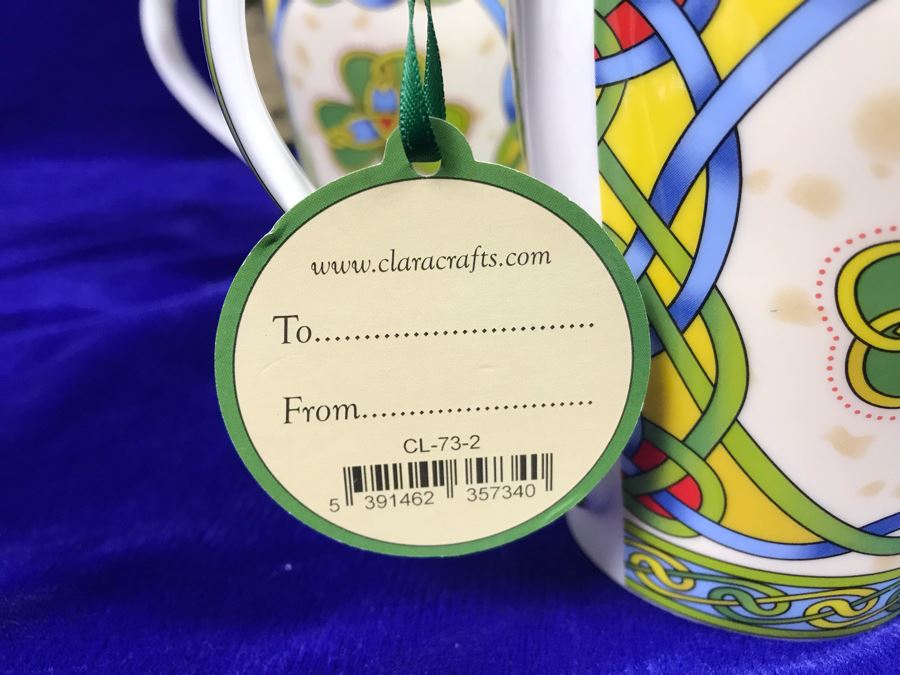 www.claracrafts.com
To..............................
From.........................
CL-73-2
5 391462 357340